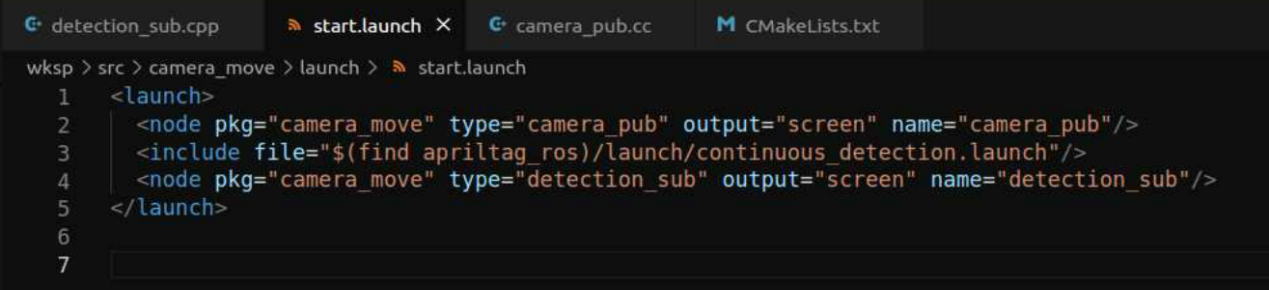 detection_sub.cpp start.launch × camera_pub.cc CMakeLists.txt
wksp > src > camera_move > launch > start.launch
1 <launch>
2 <node pkg="camera_move" type="camera_pub" output="screen" name="camera_pub"/>
3 <include file="$(find apriltag_ros)/launch/continuous_detection.launch"/>
4 <node pkg="camera_move" type="detection_sub" output="screen" name="detection_sub"/>
5 </launch>
6
7